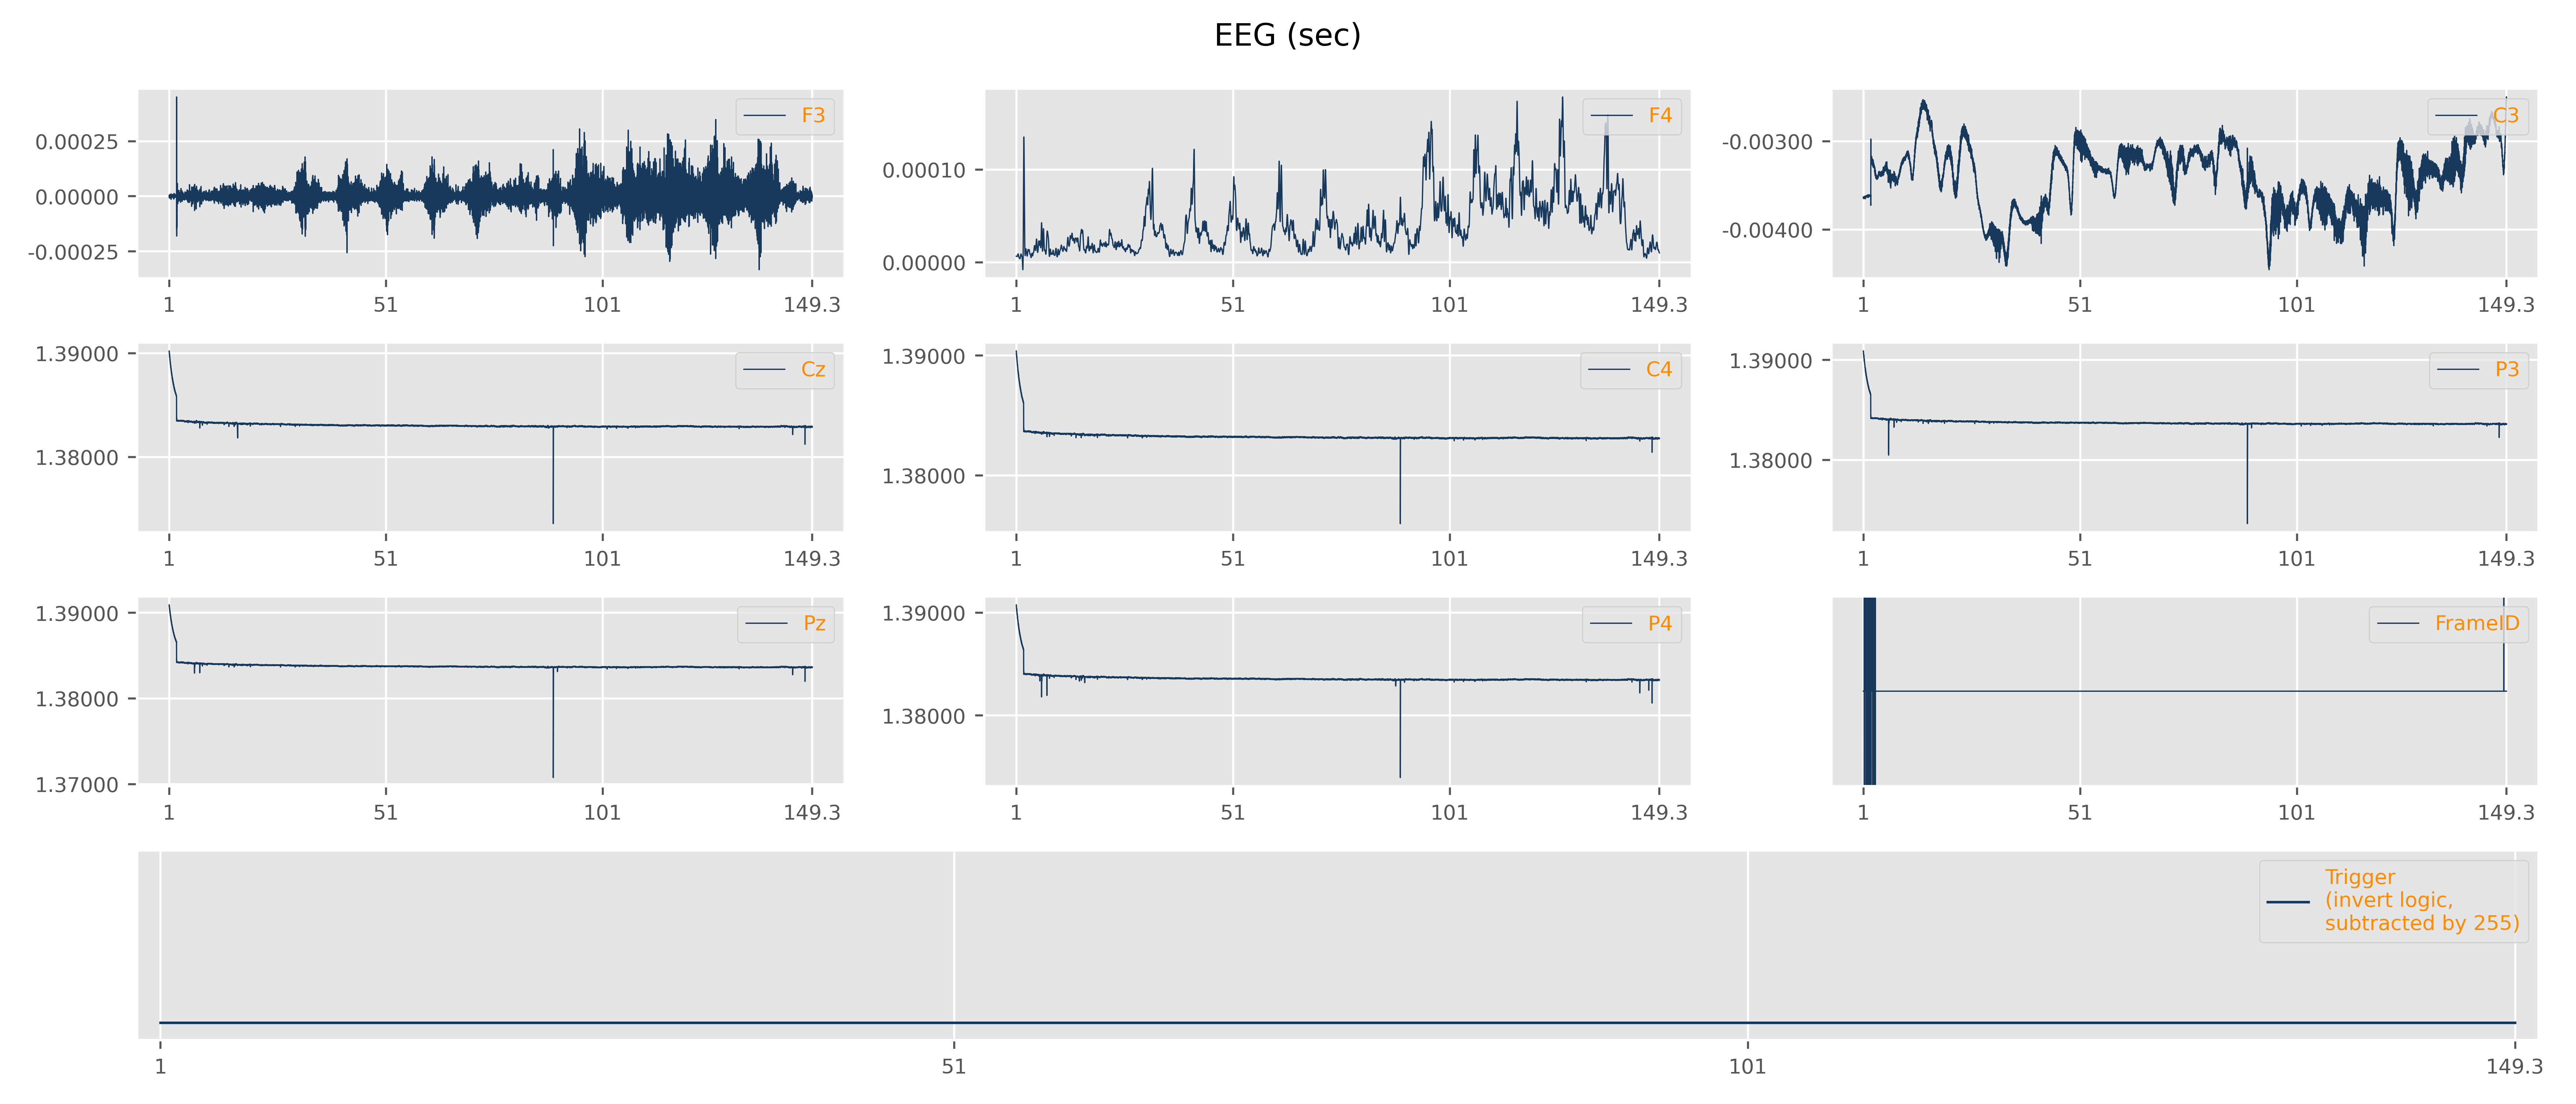 EEG (sec)
F3
0.00025
0.00000
-0.00025
1 51 101 149.3
F4
0.00010
0.00000
1 51 101 149.3
C3
-0.00300
-0.00400
1 51 101 149.3
Cz
1.39000
1.38000
1 51 101 149.3
C4
1.39000
1.38000
1 51 101 149.3
P3
1.39000
1.38000
1 51 101 149.3
Pz
1.39000
1.38000
1.37000
1 51 101 149.3
P4
1.39000
1.38000
1 51 101 149.3
FrameID
1 51 101 149.3
Trigger
(invert logic,
subtracted by 255)
1 51 101 149.3